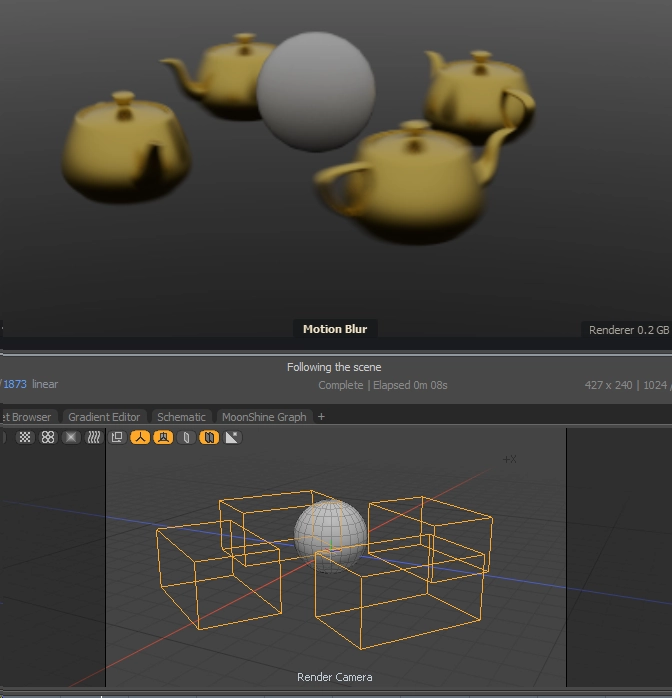 Motion Blur
Renderer 0.2 GB
Following the scene
/1873 linear
Complete | Elapsed 0m 08s
427 x 240 | 1024 /
et Browser
Gradient Editor
Schematic
MoonShine Graph
+
+X
Render Camera